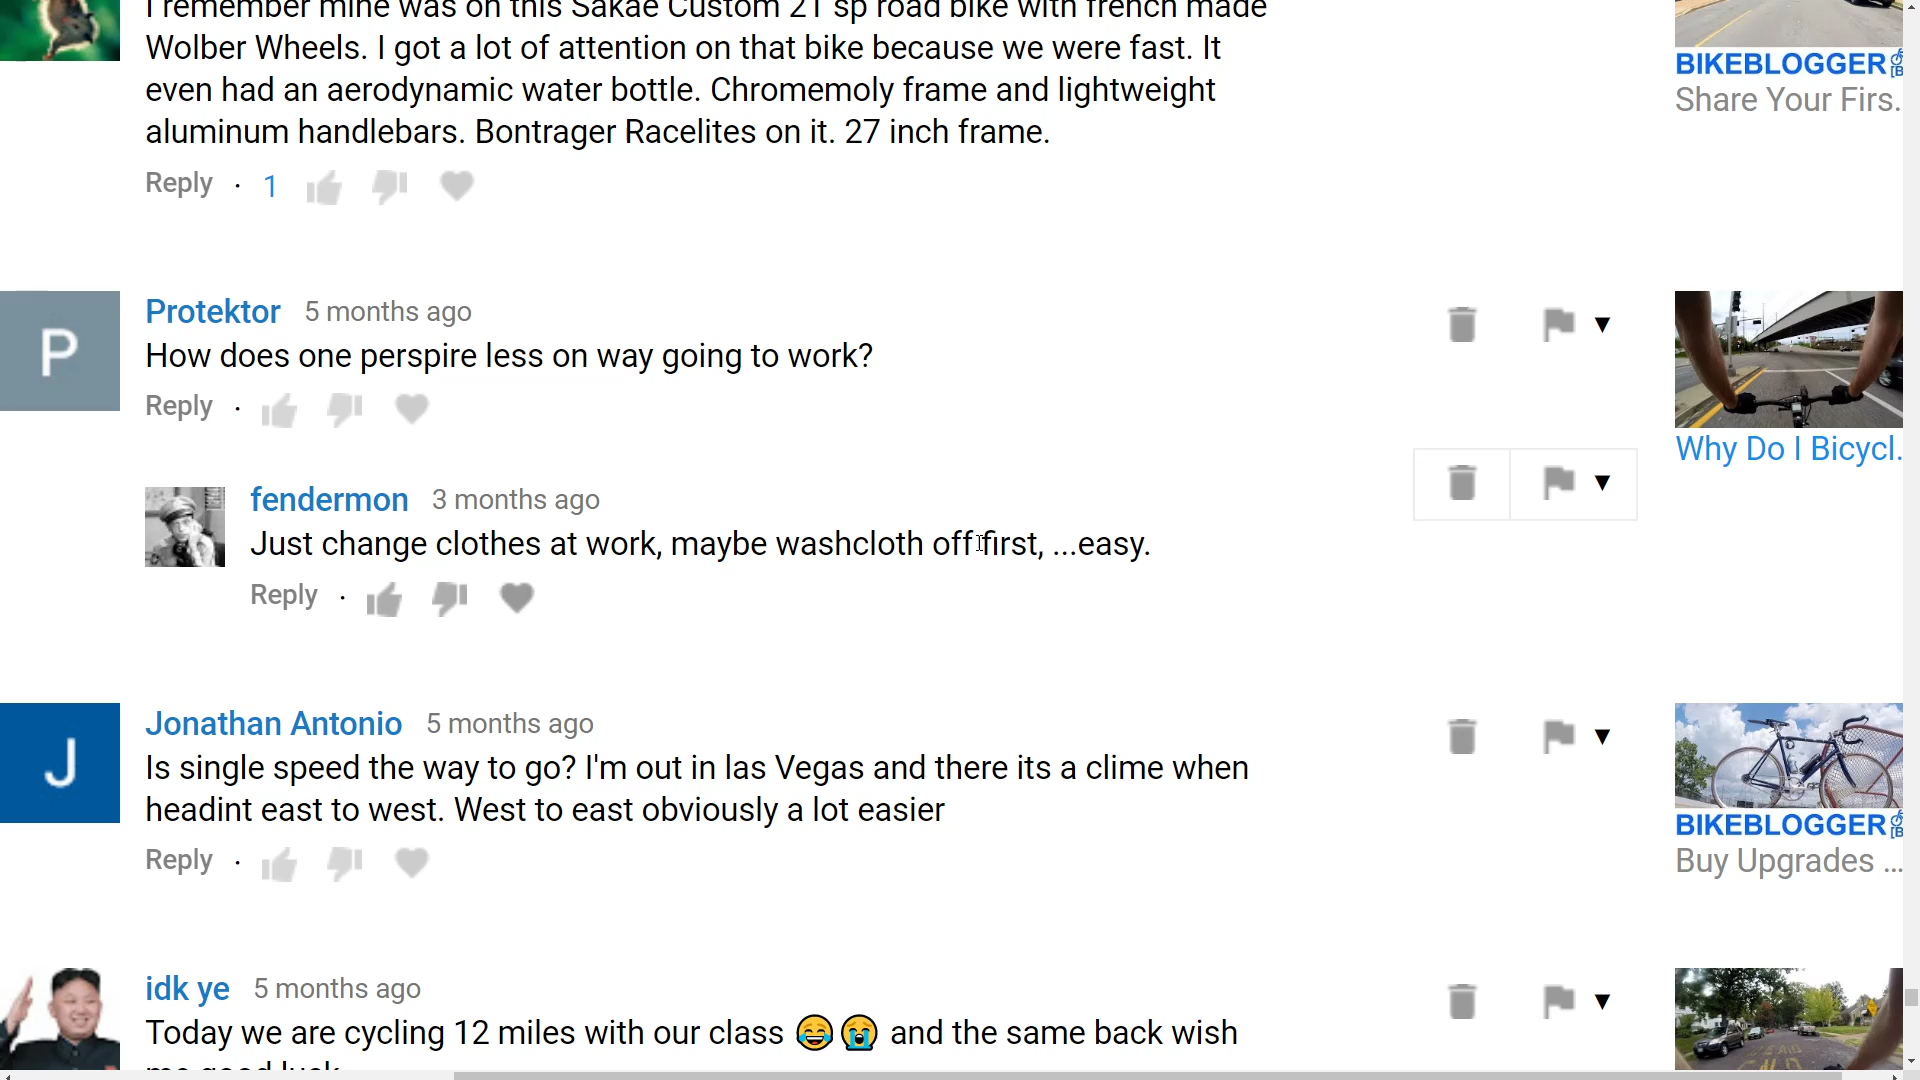 I remember mine was on this Sakae Custom 21 sp road bike with french made
Wolber Wheels. I got a lot of attention on that bike because we were fast. It
even had an aerodynamic water bottle. Chromemoly frame and lightweight
aluminum handlebars. Bontrager Racelites on it. 27 inch frame.
Reply · 1
BIKEBLOGGER
Share Your Firs.
P
Protektor 5 months ago
How does one perspire less on way going to work?
Reply ·
Why Do I Bicycl.
fendermon 3 months ago
Just change clothes at work, maybe washcloth off first, ...easy.
Reply ·
J
Jonathan Antonio 5 months ago
Is single speed the way to go? I'm out in las Vegas and there its a clime when
headint east to west. West to east obviously a lot easier
Reply ·
BIKEBLOGGER
Buy Upgrades ...
idk ye 5 months ago
Today we are cycling 12 miles with our class 😂😭 and the same back wish
me good luck